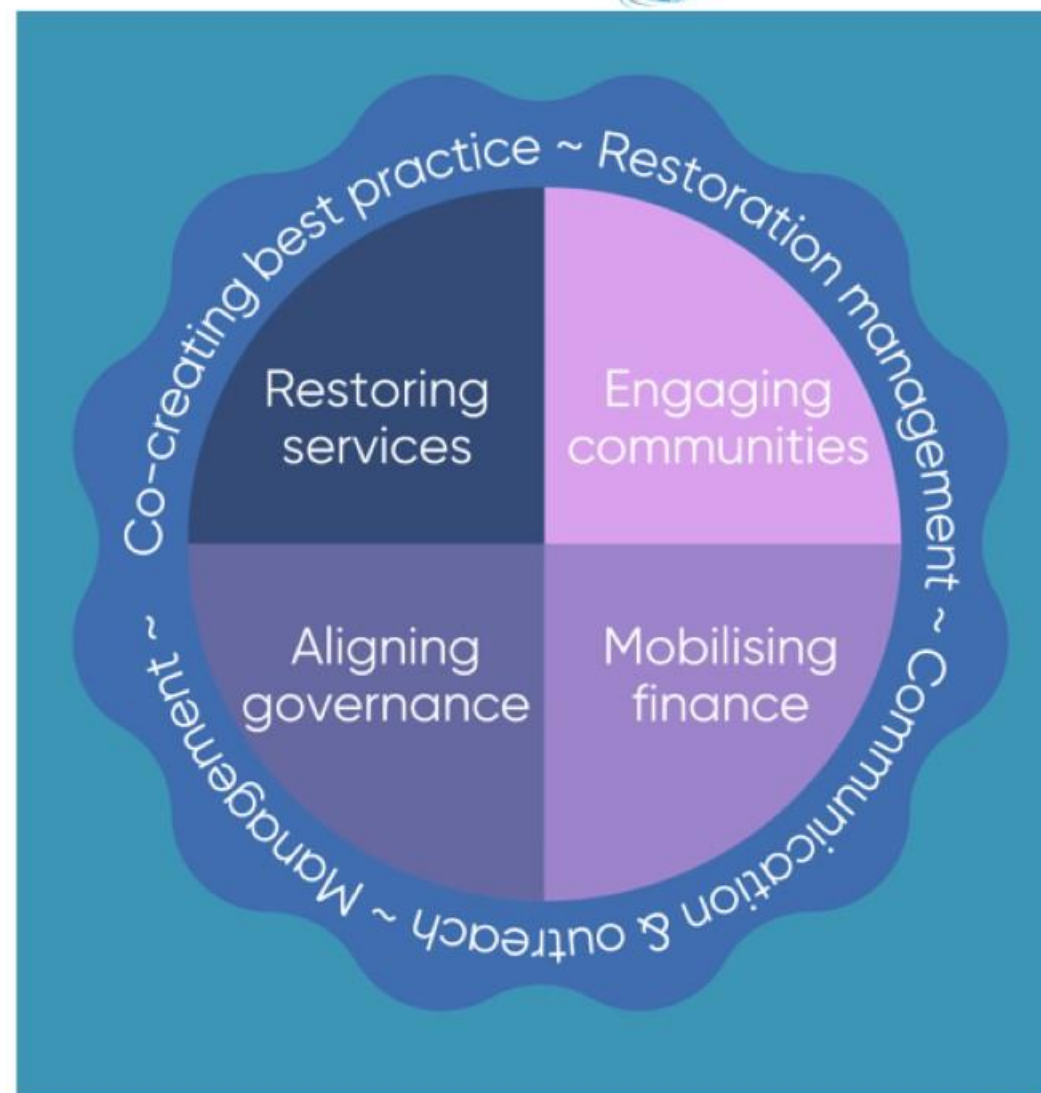 Co-creating best practice ~ Restoration management ~ Communication & outreach ~ Management ~
Restoring
services
Engaging
communities
Aligning
governance
Mobilising
finance